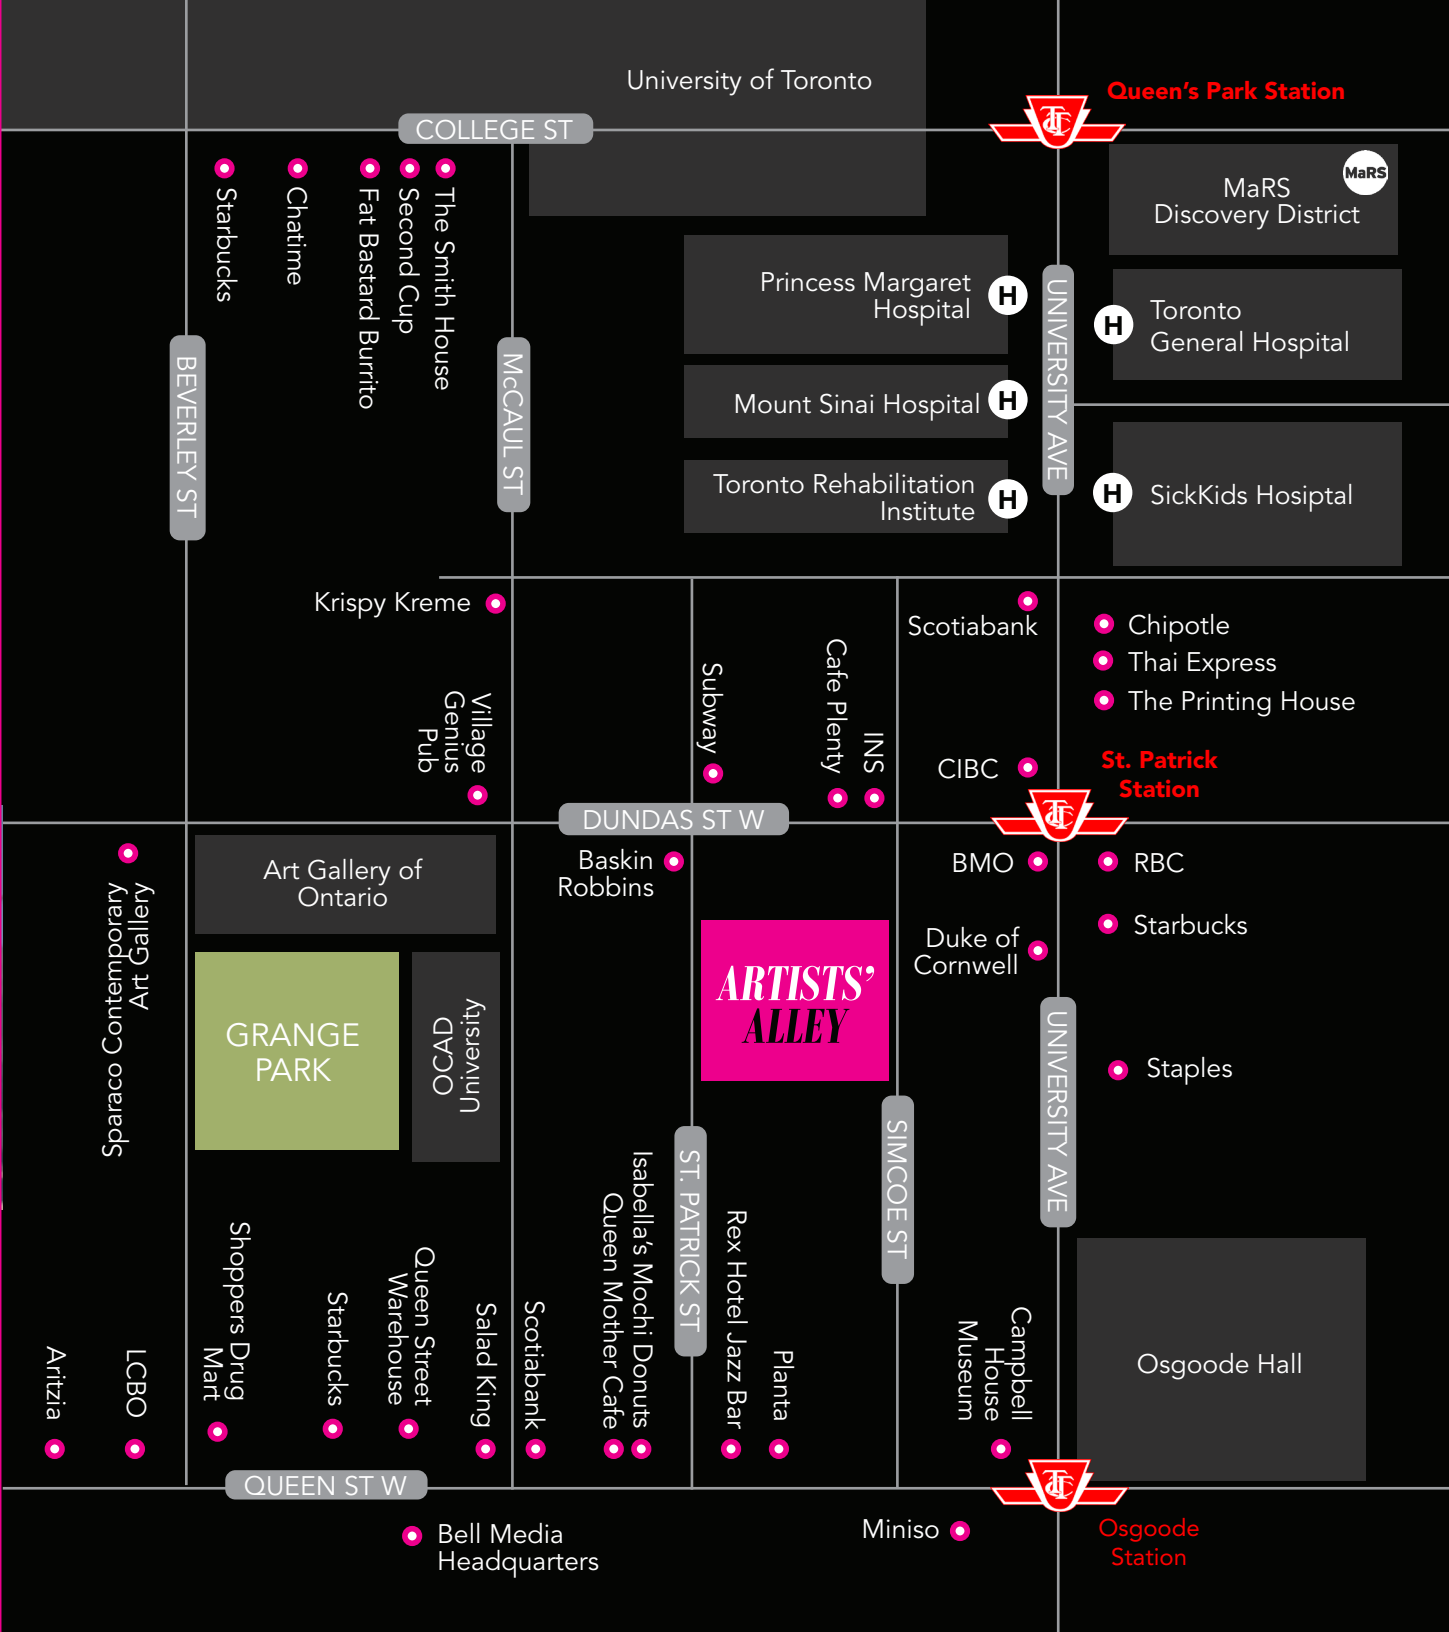 University of Toronto
Queen's Park Station
COLLEGE ST
Starbucks
Chatime
Fat Bastard Burrito
Second Cup
The Smith House
MaRS
Discovery District
MaRS
Princess Margaret
Hospital
H
UNIVERSITY AVE
H
Toronto
General Hospital
BEVERLEY ST
McCAUL ST
Mount Sinai Hospital
H
Toronto Rehabilitation
Institute
H
H
SickKids Hosiptal
Krispy Kreme
Scotiabank
Chipotle
Thai Express
The Printing House
Village
Genius
Pub
Subway
Cafe Plenty
INS
CIBC
St. Patrick
Station
DUNDAS ST W
Sparaco Contemporary
Art Gallery
Art Gallery of
Ontario
Baskin
Robbins
BMO
RBC
Starbucks
Duke of
Cornwell
GRANGE
PARK
OCAD
University
ARTISTS'
ALLEY
UNIVERSITY AVE
Staples
SIMCOE ST
ST. PATRICK ST
Aritzia
LCBO
Shoppers Drug
Mart
Starbucks
Queen Street
Warehouse
Salad King
Scotiabank
Queen Mother Cafe
Isabella's Mochi Donuts
Rex Hotel Jazz Bar
Planta
Campbell
House
Museum
Osgoode Hall
QUEEN ST W
Bell Media
Headquarters
Miniso
Osgoode
Station
TTC
TTC
TTC